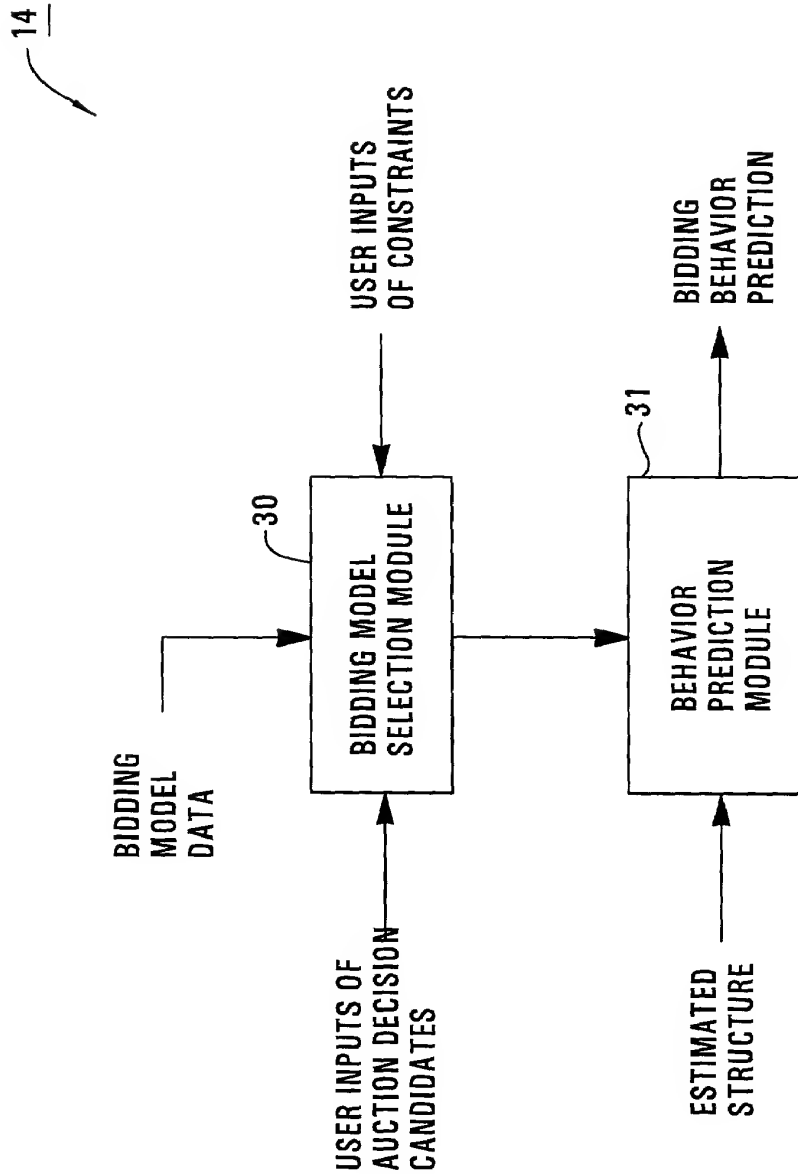 14
BIDDING
MODEL
DATA
30
USER INPUTS OF
AUCTION DECISION
CANDIDATES
BIDDING MODEL
SELECTION MODULE
USER INPUTS
OF CONSTRAINTS
31
ESTIMATED
STRUCTURE
BEHAVIOR
PREDICTION
MODULE
BIDDING
BEHAVIOR
PREDICTION